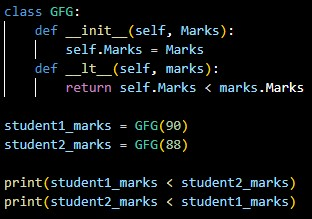 class GFG:
    def __init__(self, Marks):
        self.Marks = Marks
    def __lt__(self, marks):
        return self.Marks < marks.Marks

student1_marks = GFG(90)
student2_marks = GFG(88)

print(student1_marks < student2_marks)
print(student2_marks < student1_marks)